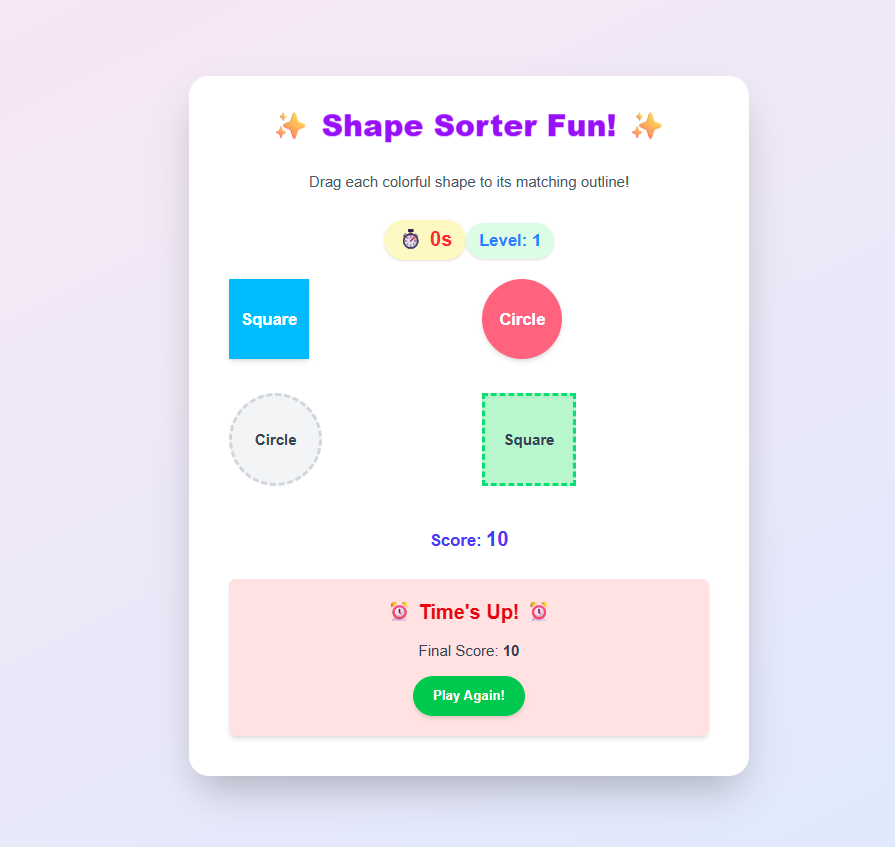 ✨ Shape Sorter Fun! ✨
Drag each colorful shape to its matching outline!
⏱️ 0s Level: 1
Square Circle
Circle Square
Score: 10
⏰ Time's Up! ⏰
Final Score: 10
Play Again!